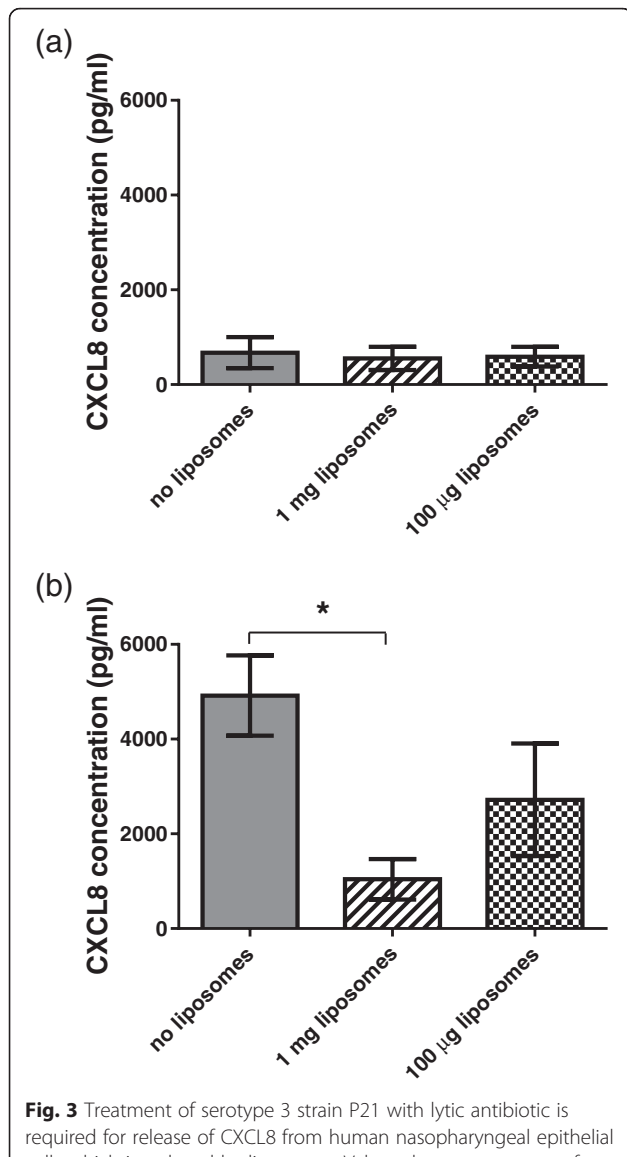 (a)
CXCL8 concentration (pg/ml)
6000
4000
2000
0
no liposomes
1 mg liposomes
100 μg liposomes
(b)
CXCL8 concentration (pg/ml)
*
6000
4000
2000
0
no liposomes
1 mg liposomes
100 μg liposomes
Fig. 3 Treatment of serotype 3 strain P21 with lytic antibiotic is
required for release of CXCL8 from human nasopharyngeal epithelial